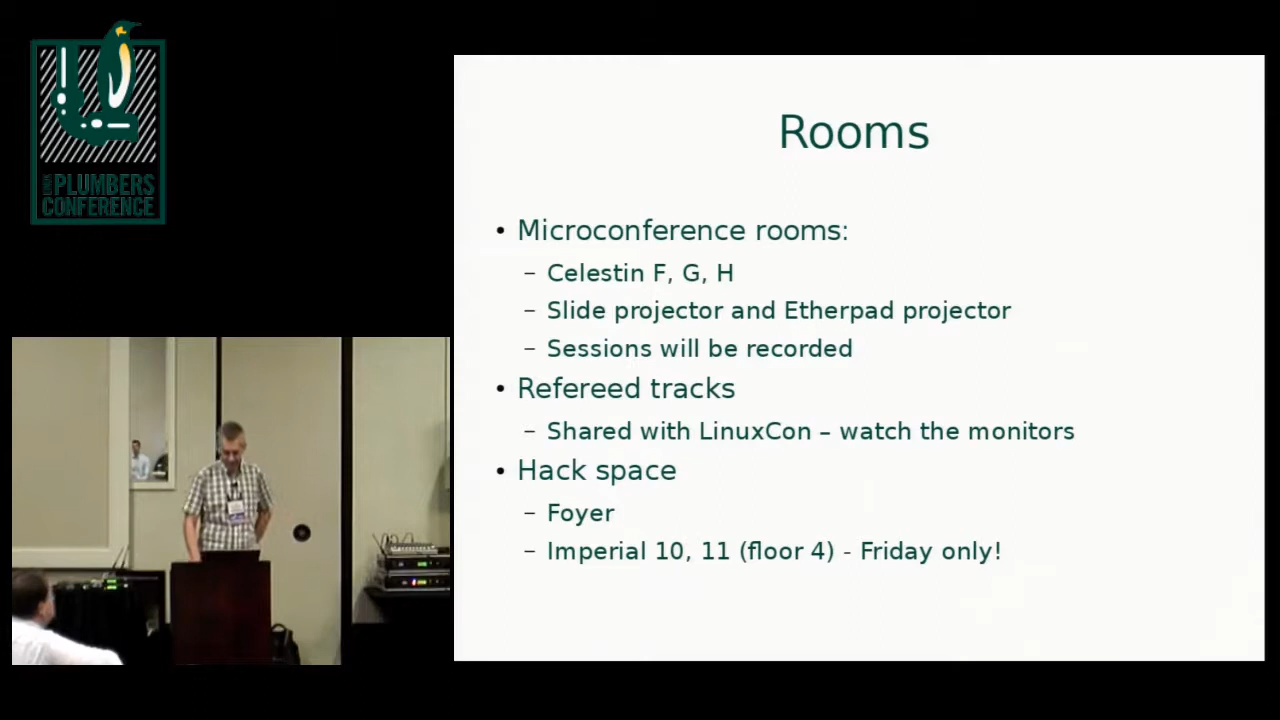 LINUX
PLUMBERS
CONFERENCE
Rooms
• Microconference rooms:
– Celestin F, G, H
– Slide projector and Etherpad projector
– Sessions will be recorded
• Refereed tracks
– Shared with LinuxCon – watch the monitors
• Hack space
– Foyer
– Imperial 10, 11 (floor 4) - Friday only!